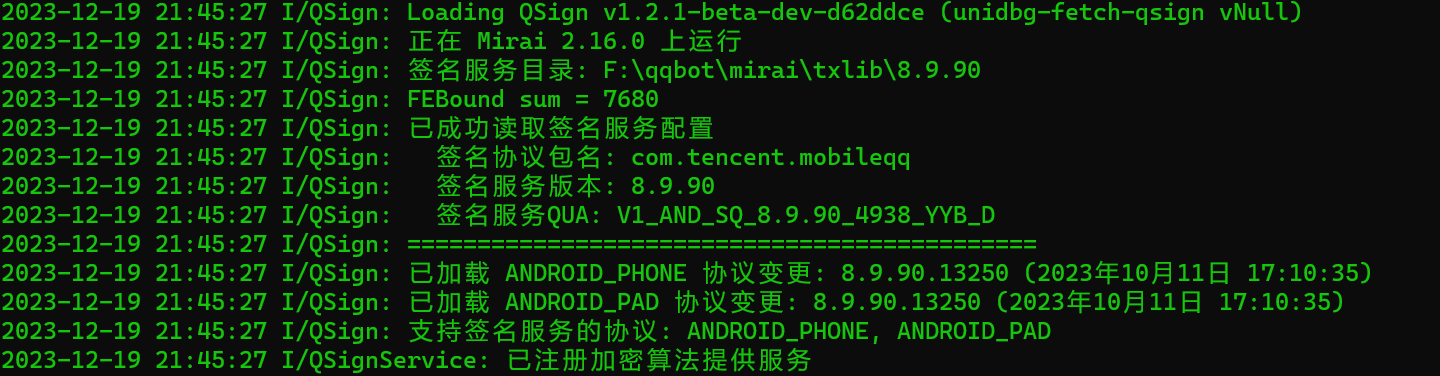 2023-12-19 21:45:27 I/QSign: Loading QSign v1.2.1-beta-dev-d62ddce (unidbg-fetch-qsign vNull)
2023-12-19 21:45:27 I/QSign: 正在 Mirai 2.16.0 上运行
2023-12-19 21:45:27 I/QSign: 签名服务目录: F:\qqbot\mirai\txlib\8.9.90
2023-12-19 21:45:27 I/QSign: FEBound sum = 7680
2023-12-19 21:45:27 I/QSign: 已成功读取签名服务配置
2023-12-19 21:45:27 I/QSign:   签名协议包名: com.tencent.mobileqq
2023-12-19 21:45:27 I/QSign:   签名服务版本: 8.9.90
2023-12-19 21:45:27 I/QSign:   签名服务QUA: V1_AND_SQ_8.9.90_4938_YYB_D
2023-12-19 21:45:27 I/QSign: =============================================
2023-12-19 21:45:27 I/QSign: 已加载 ANDROID_PHONE 协议变更: 8.9.90.13250 (2023年10月11日 17:10:35)
2023-12-19 21:45:27 I/QSign: 已加载 ANDROID_PAD 协议变更: 8.9.90.13250 (2023年10月11日 17:10:35)
2023-12-19 21:45:27 I/QSign: 支持签名服务的协议: ANDROID_PHONE, ANDROID_PAD
2023-12-19 21:45:27 I/QSignService: 已注册加密算法提供服务